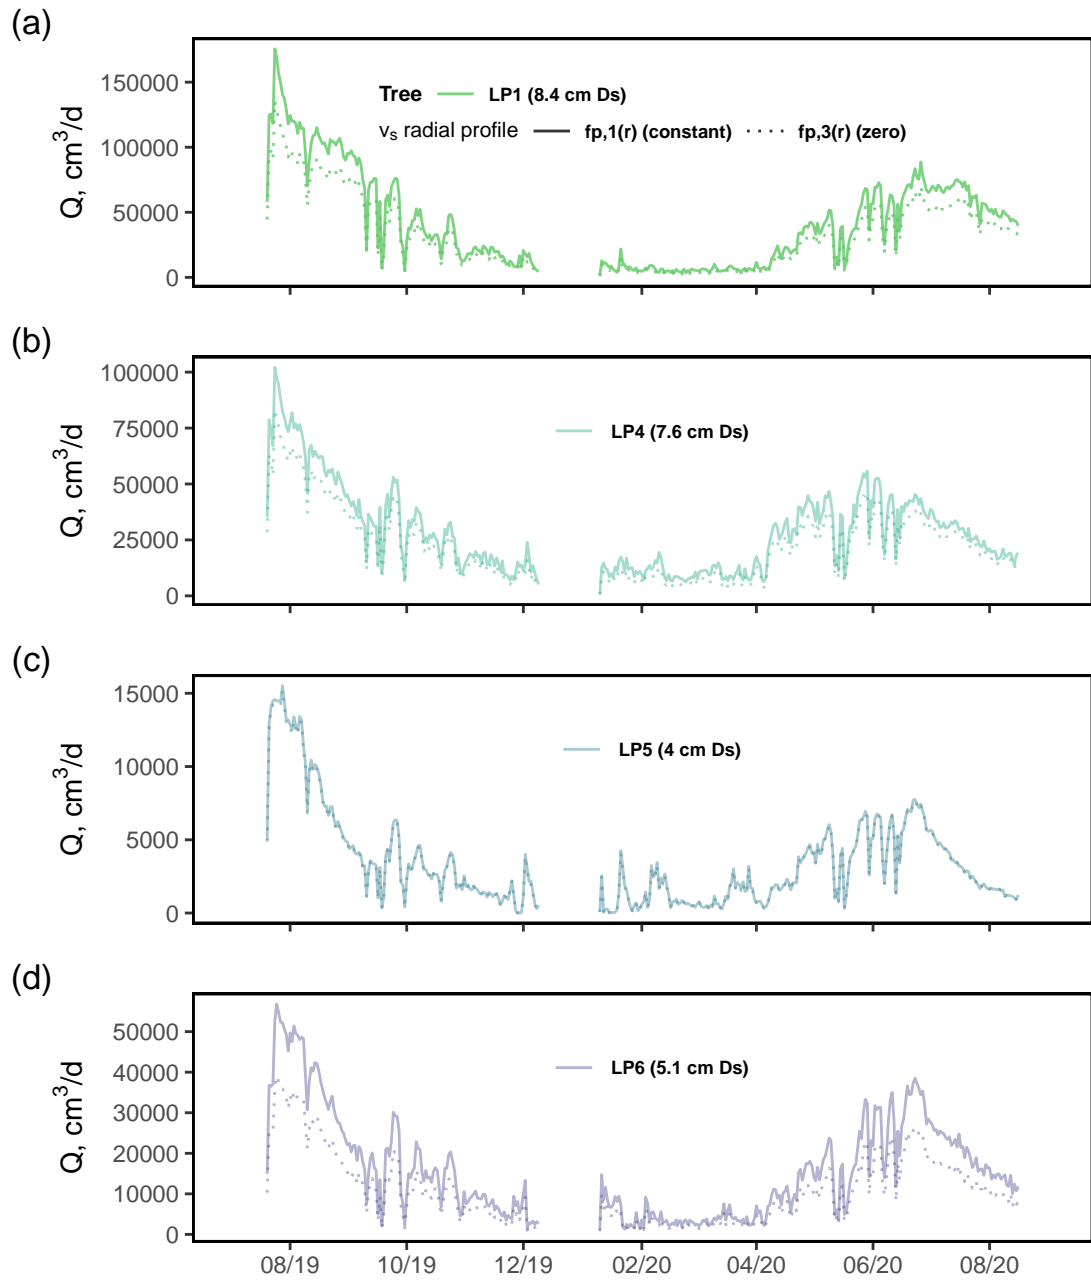 (a)
Q, cm³/d
150000
100000
50000
0
Tree LP1 (8.4 cm Ds)
vₛ radial profile fp,1(r) (constant) fp,3(r) (zero)
08/19 10/19 12/19 02/20 04/20 06/20 08/20
(b)
Q, cm³/d
100000
75000
50000
25000
0
LP4 (7.6 cm Ds)
(c)
Q, cm³/d
15000
10000
5000
0
LP5 (4 cm Ds)
(d)
Q, cm³/d
50000
40000
30000
20000
10000
0
LP6 (5.1 cm Ds)